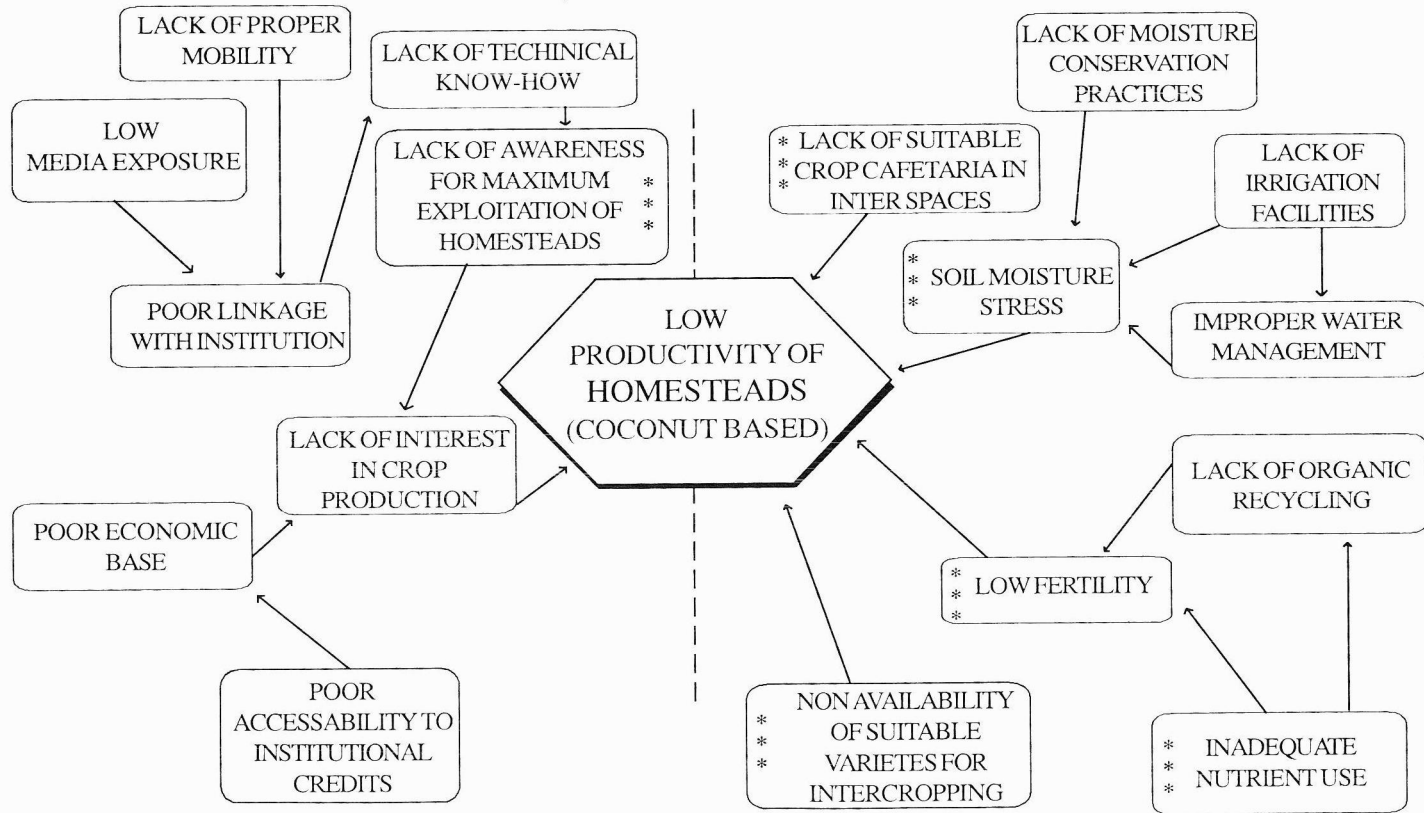 LACK OF PROPER
MOBILITY
LACK OF TECHINICAL
KNOW-HOW
LOW
MEDIA EXPOSURE
LACK OF AWARENESS
FOR MAXIMUM *
EXPLOITATION OF *
HOMESTEADS *
POOR LINKAGE
WITH INSTITUTION
LACK OF INTEREST
IN CROP
PRODUCTION
POOR ECONOMIC
BASE
POOR
ACCESSABILITY TO
INSTITUTIONAL
CREDITS
LOW
PRODUCTIVITY OF
HOMESTEADS
(COCONUT BASED)
LACK OF MOISTURE
CONSERVATION
PRACTICES
* LACK OF SUITABLE
* CROP CAFETARIA IN
* INTER SPACES
LACK OF
IRRIGATION
FACILITIES
*
* SOIL MOISTURE
* STRESS
IMPROPER WATER
MANAGEMENT
LACK OF ORGANIC
RECYCLING
*
* LOW FERTILITY
*
NON AVAILABILITY
* OF SUITABLE
* VARIETES FOR
* INTERCROPPING
* INADEQUATE
* NUTRIENT USE
*